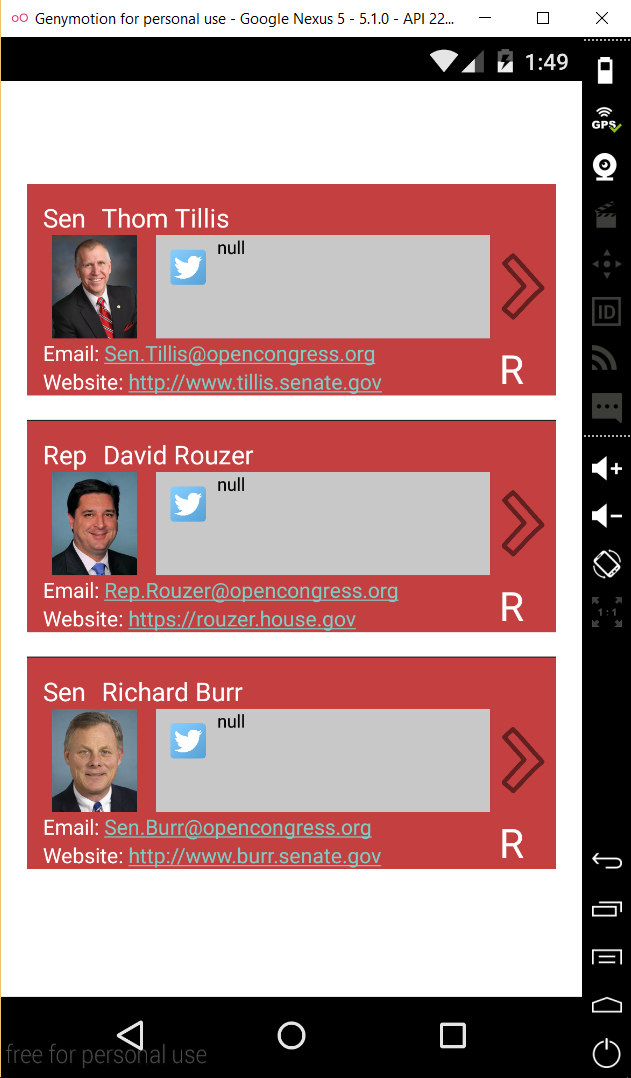 Genymotion for personal use - Google Nexus 5 - 5.1.0 - API 22...
1:49
GPS
Sen Thom Tillis
null
Email: Sen.Tillis@opencongress.org
Website: http://www.tillis.senate.gov
R
ID
Rep David Rouzer
null
Email: Rep.Rouzer@opencongress.org
Website: https://rouzer.house.gov
R
1:1
Sen Richard Burr
null
Email: Sen.Burr@opencongress.org
Website: http://www.burr.senate.gov
R
free for personal use